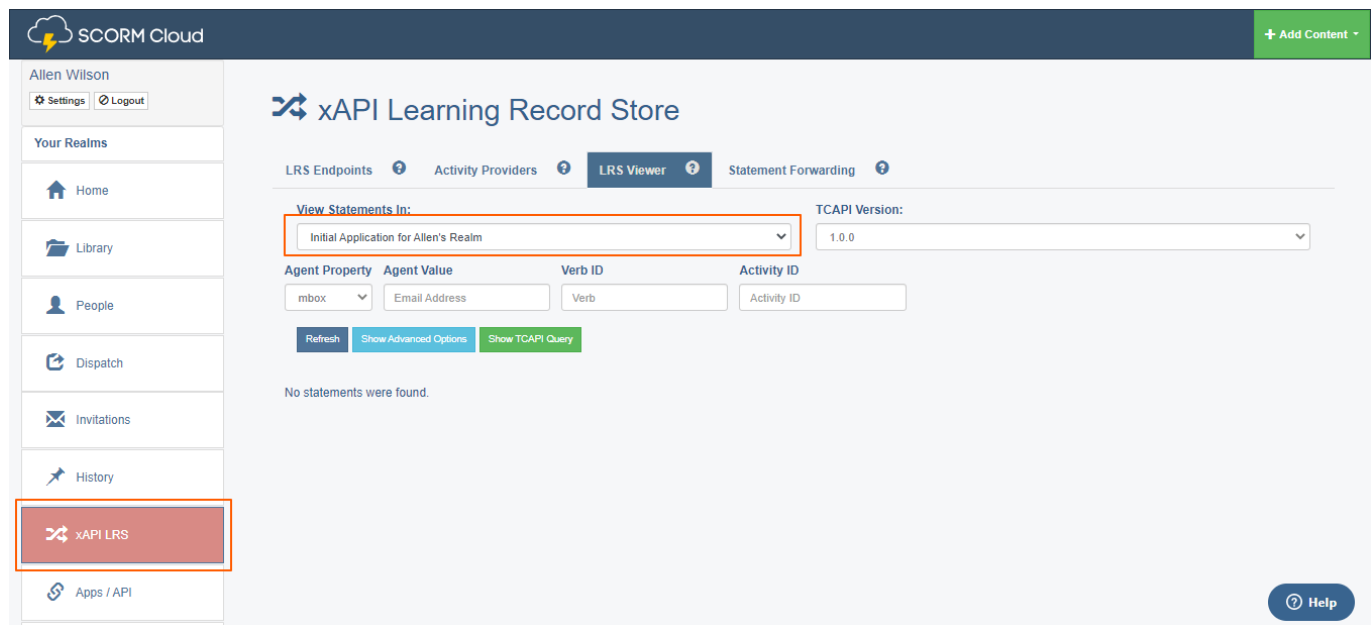 SCORM Cloud
+ Add Content
Allen Wilson
Settings
Logout
Your Realms
Home
Library
People
Dispatch
Invitations
History
xAPI LRS
Apps / API
xAPI Learning Record Store
LRS Endpoints ?
Activity Providers ?
LRS Viewer ?
Statement Forwarding ?
View Statements In:
Initial Application for Allen's Realm
TCAPI Version:
1.0.0
Agent Property Agent Value Verb ID Activity ID
mbox Email Address Verb Activity ID
Refresh Show Advanced Options Show TCAPI Query
No statements were found.
? Help